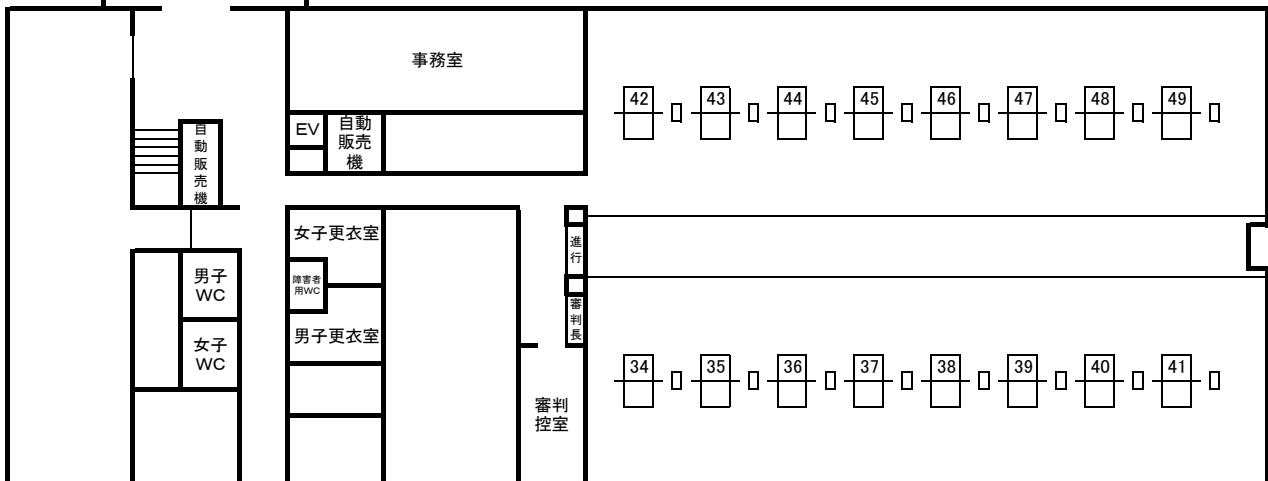 事務室
42 43 44 45 46 47 48 49
EV
自動
販売
機
自動販売機
女子更衣室
進行
障害者
用WC
男子
WC
審判長
男子更衣室
女子
WC
34 35 36 37 38 39 40 41
審判
控室